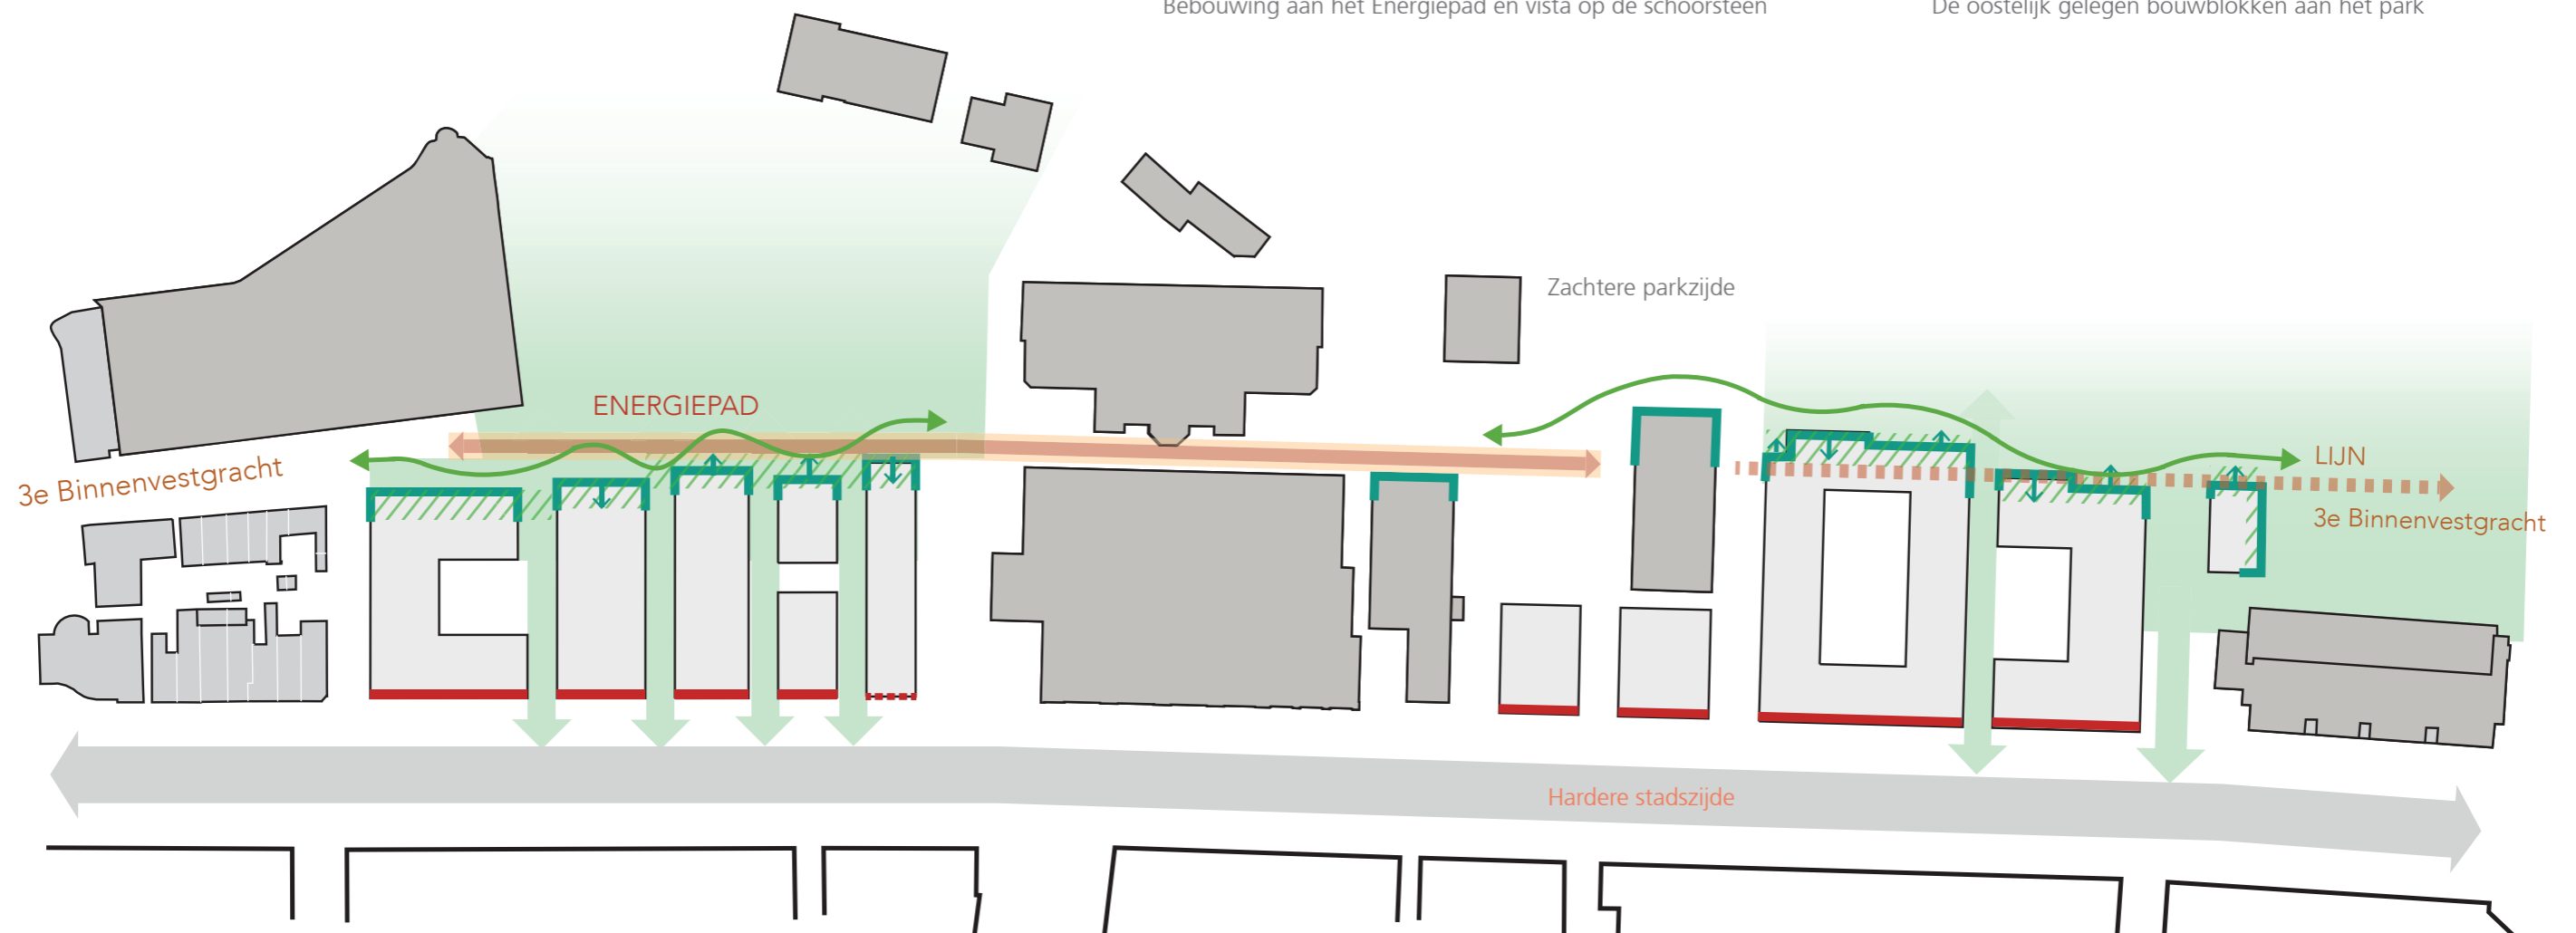 Bebouwing aan het Energiepad en vista op de schoorsteen
De oostelijk gelegen bouwblokken aan het park
Zachtere parkzijde
ENERGIEPAD
3e Binnenvestgracht
LIJN
3e Binnenvestgracht
Hardere stadszijde